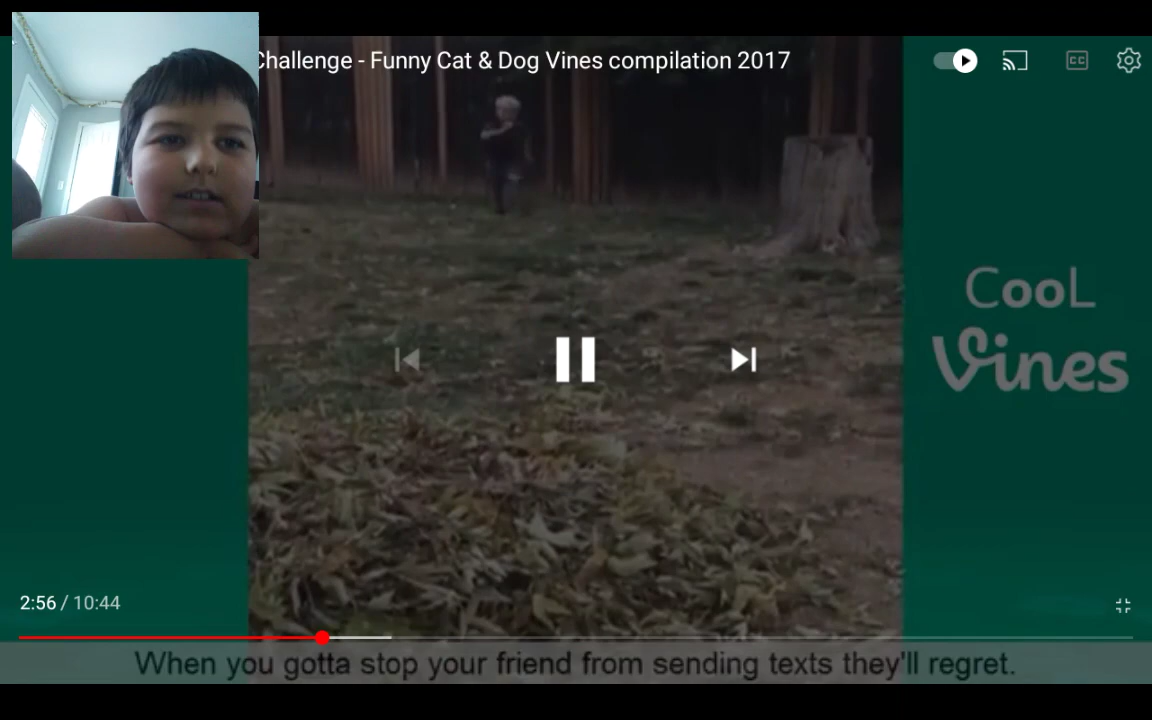 Challenge - Funny Cat & Dog Vines compilation 2017
CC
CooL
Vines
2:56 / 10:44
When you gotta stop your friend from sending texts they'll regret.